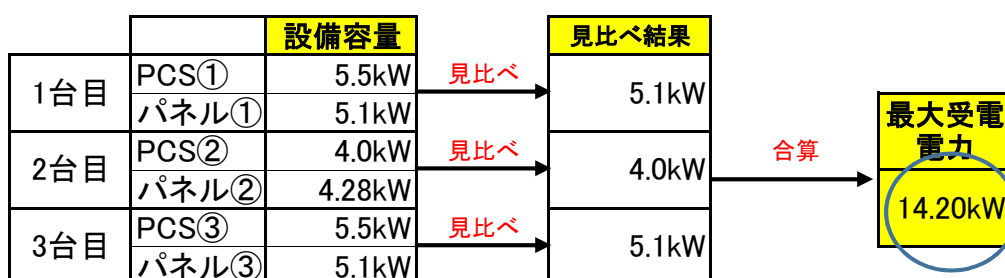 設備容量 見比べ結果
1台目 PCS① 5.5kW 見比べ 5.1kW
パネル① 5.1kW
最大受電
電力
2台目 PCS② 4.0kW 見比べ 4.0kW 合算
パネル② 4.28kW
14.20kW
3台目 PCS③ 5.5kW 見比べ 5.1kW
パネル③ 5.1kW